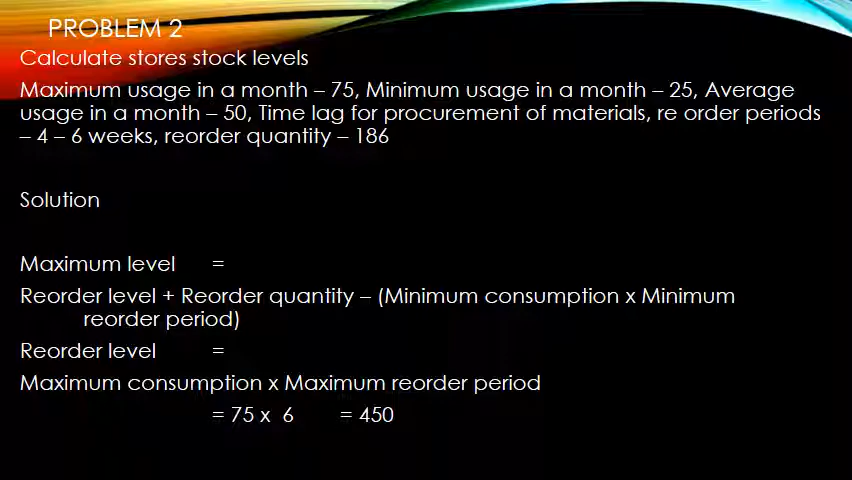 PROBLEM 2
Calculate stores stock levels
Maximum usage in a month – 75, Minimum usage in a month – 25, Average
usage in a month – 50, Time lag for procurement of materials, re order periods
– 4 – 6 weeks, reorder quantity – 186
Solution
Maximum level =
Reorder level + Reorder quantity – (Minimum consumption x Minimum
reorder period)
Reorder level =
Maximum consumption x Maximum reorder period
= 75 x 6 = 450